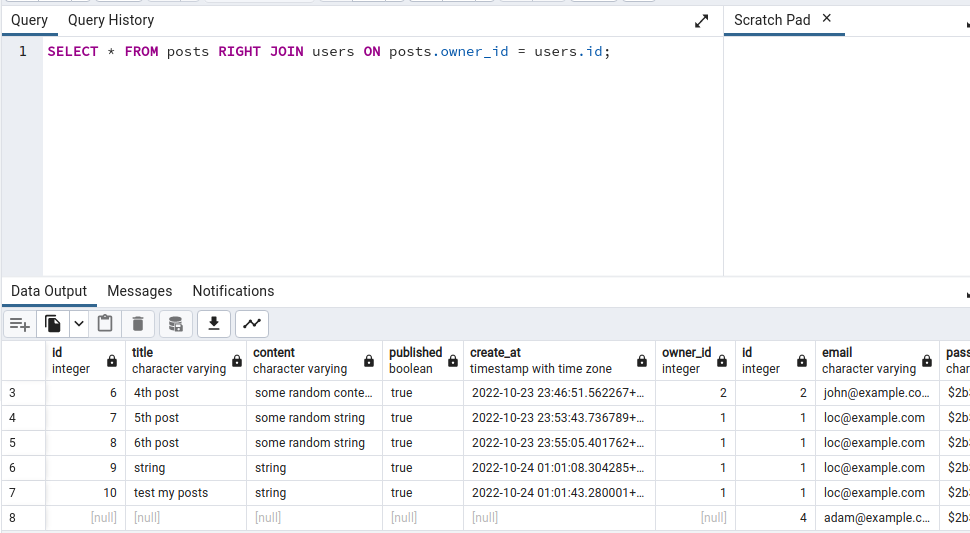 Query Query History Scratch Pad ×
1 SELECT * FROM posts RIGHT JOIN users ON posts.owner_id = users.id;
Data Output Messages Notifications
id title content published create_at owner_id id email pass
integer character varying character varying boolean timestamp with time zone integer integer character varying char
3 6 4th post some random conte... true 2022-10-23 23:46:51.562267+... 2 2 john@example.co... $2b
4 7 5th post some random string true 2022-10-23 23:53:43.736789+... 1 1 loc@example.com $2b
5 8 6th post some random string true 2022-10-23 23:55:05.401762+... 1 1 loc@example.com $2b
6 9 string string true 2022-10-24 01:01:08.304285+... 1 1 loc@example.com $2b
7 10 test my posts string true 2022-10-24 01:01:43.280001+... 1 1 loc@example.com $2b
8 [null] [null] [null] [null] [null] [null] 4 adam@example.c... $2b